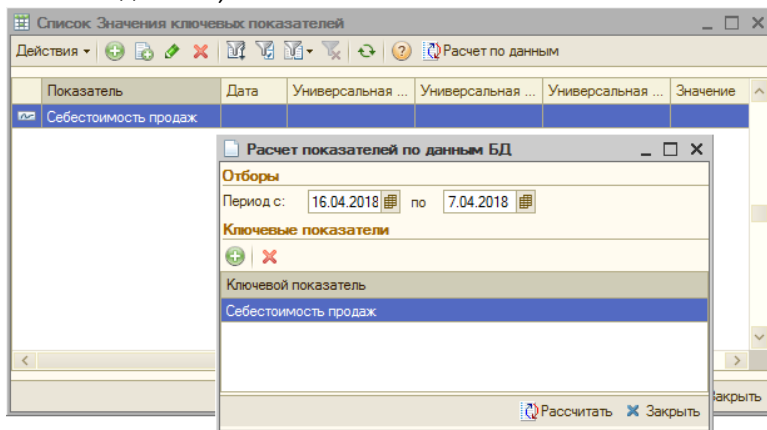 Список Значения ключевых показателей
Действия Расчет по данным
Показатель Дата Универсальная ... Универсальная ... Универсальная ... Значение
Себестоимость продаж
Расчет показателей по данным БД
Отборы
Период с: 16.04.2018 по 7.04.2018
Ключевые показатели
Ключевой показатель
Себестоимость продаж
Рассчитать Закрыть